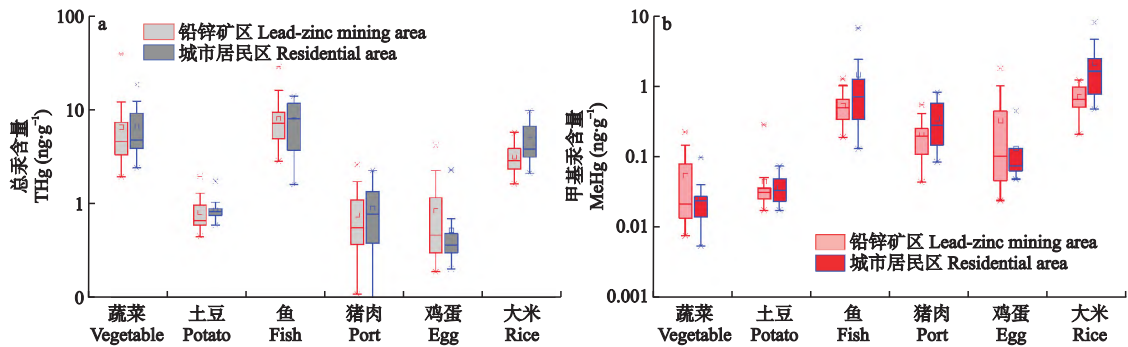 a
铅锌矿区 Lead-zinc mining area
城市居民区 Residential area
总汞含量
THg (ng·g⁻¹)
100
10
1
0
蔬菜 土豆 鱼 猪肉 鸡蛋 大米
Vegetable Potato Fish Port Egg Rice
b
甲基汞含量
MeHg (ng·g⁻¹)
10
1
0.1
0.01
0.001
铅锌矿区 Lead-zinc mining area
城市居民区 Residential area
蔬菜 土豆 鱼 猪肉 鸡蛋 大米
Vegetable Potato Fish Port Egg Rice